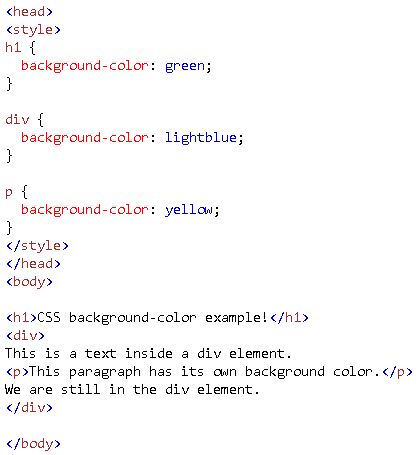 <head>
<style>
h1 {
  background-color: green;
}

div {
  background-color: lightblue;
}

p {
  background-color: yellow;
}
</style>
</head>
<body>

<h1>CSS background-color example!</h1>
<div>
This is a text inside a div element.
<p>This paragraph has its own background color.</p>
We are still in the div element.
</div>

</body>